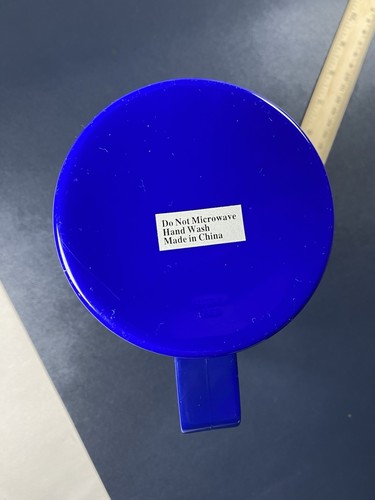 Do Not Microwave
Hand Wash
Made in China